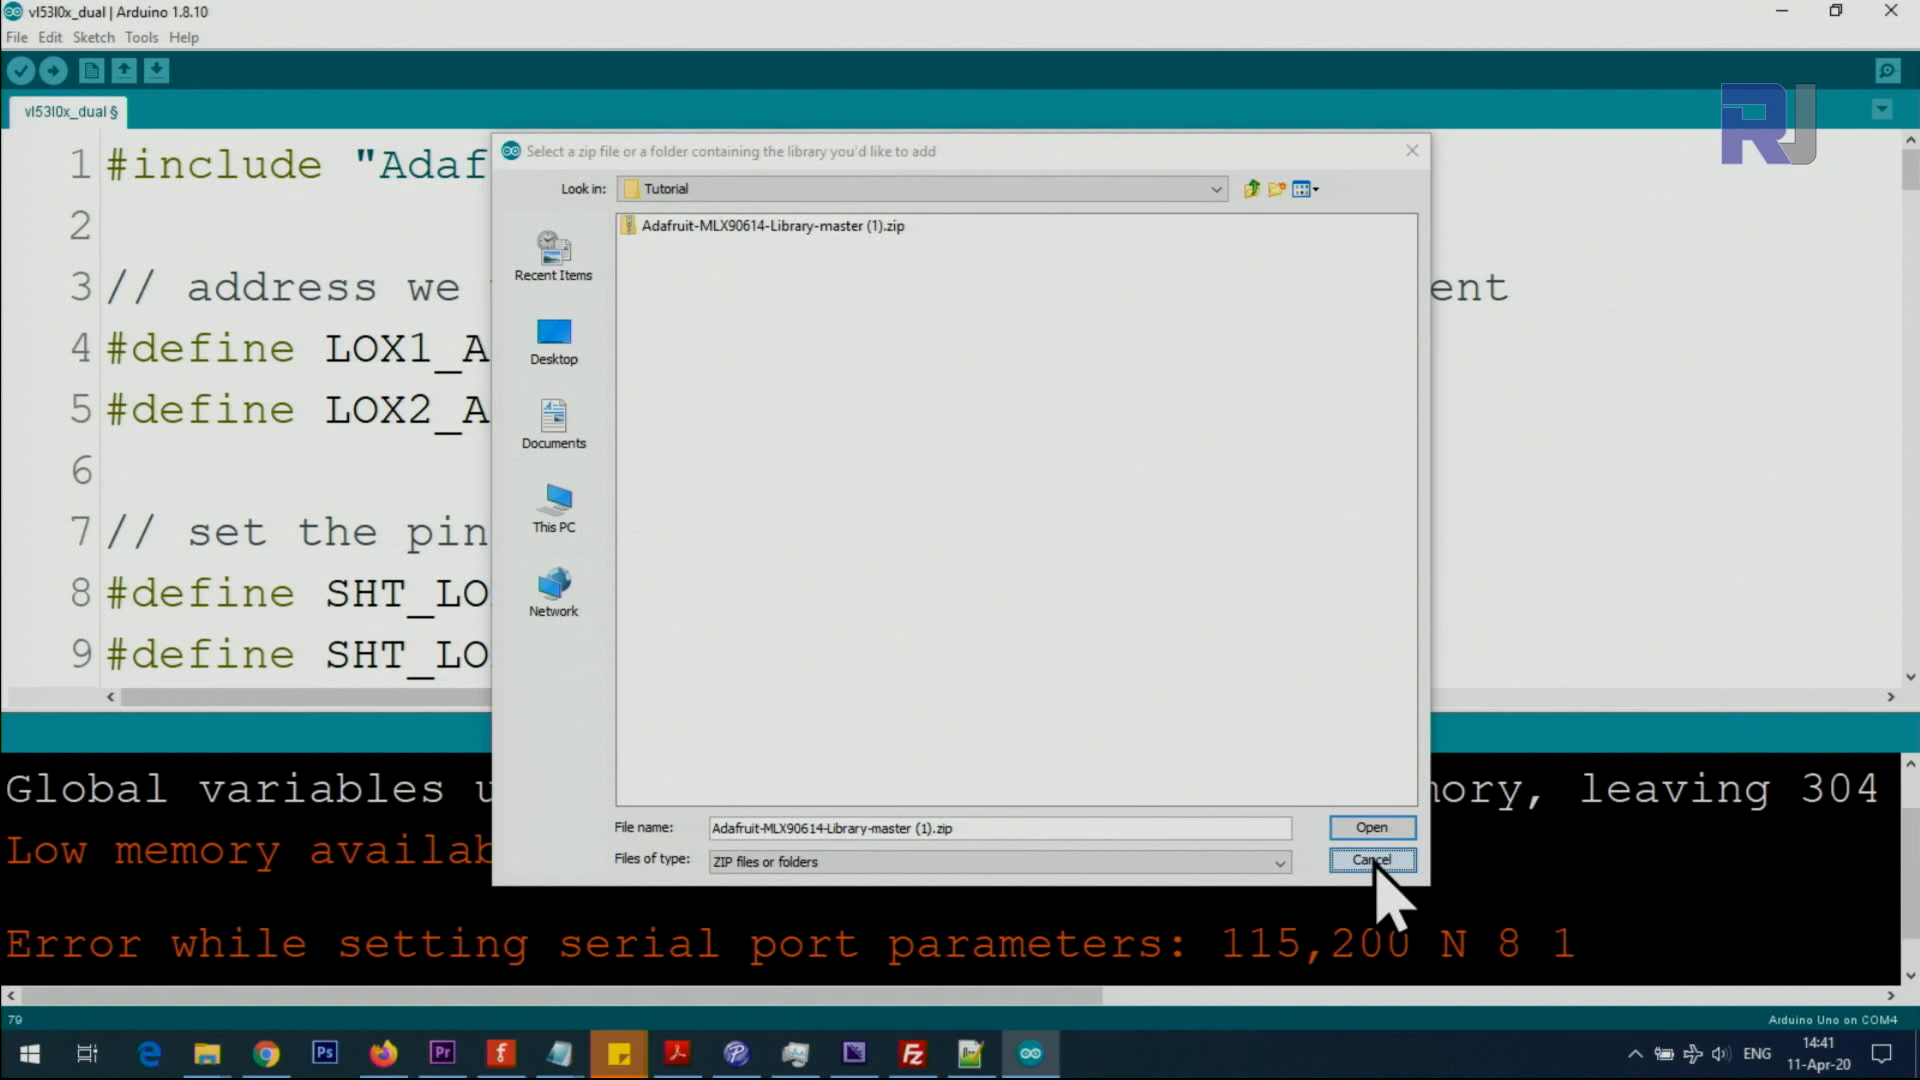 vl53l0x_dual | Arduino 1.8.10
File Edit Sketch Tools Help
vl53l0x_dual §
RJ
1 #include "Adaf
2
3 // address we
ent
4 #define LOX1_A
5 #define LOX2_A
6
7 // set the pin
8 #define SHT_LO
9 #define SHT_LO
Select a zip file or a folder containing the library you'd like to add
Look in: Tutorial
Adafruit-MLX90614-Library-master (1).zip
Recent Items
Desktop
Documents
This PC
Network
File name: Adafruit-MLX90614-Library-master (1).zip
Open
Files of type: ZIP files or folders
Cancel
Global variables u
mory, leaving 304
Low memory availab
Error while setting serial port parameters: 115,200 N 8 1
79
Arduino Uno on COM4
Ps
Pr
Fz
ENG
14:41
11-Apr-20